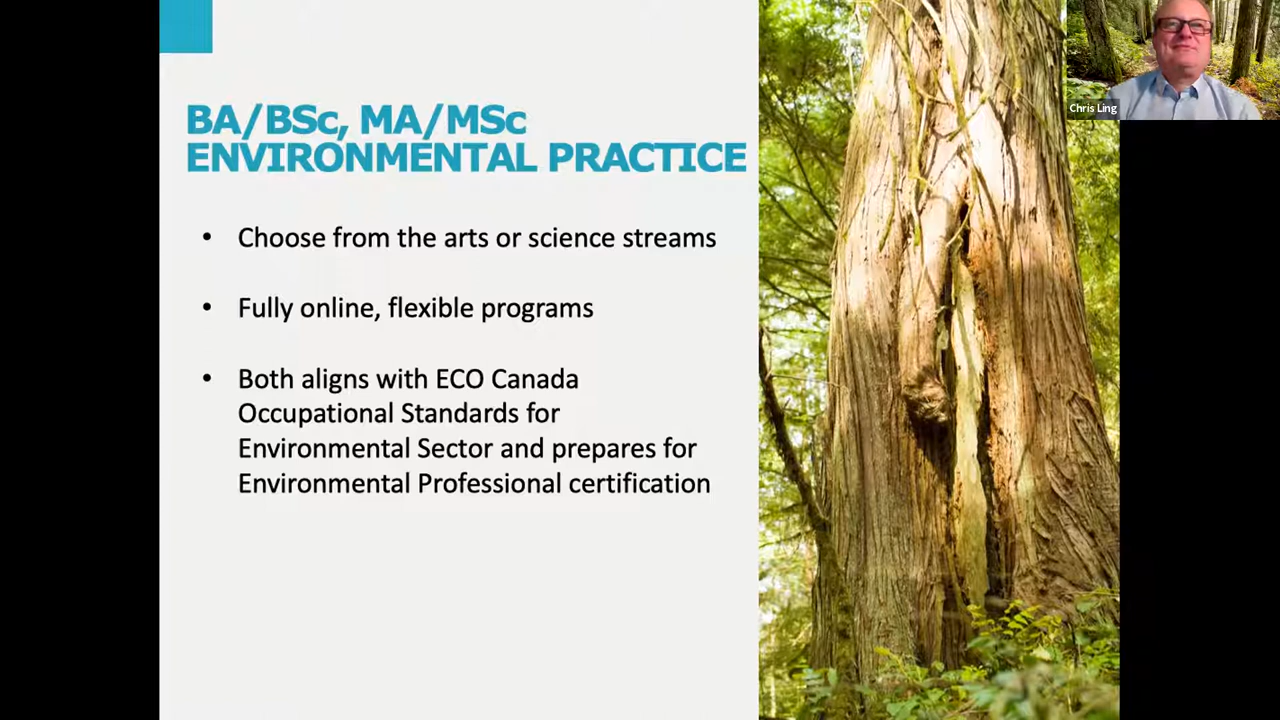 BA/BSc, MA/MSc
ENVIRONMENTAL PRACTICE
• Choose from the arts or science streams
• Fully online, flexible programs
• Both aligns with ECO Canada
Occupational Standards for
Environmental Sector and prepares for
Environmental Professional certification
Chris Ling